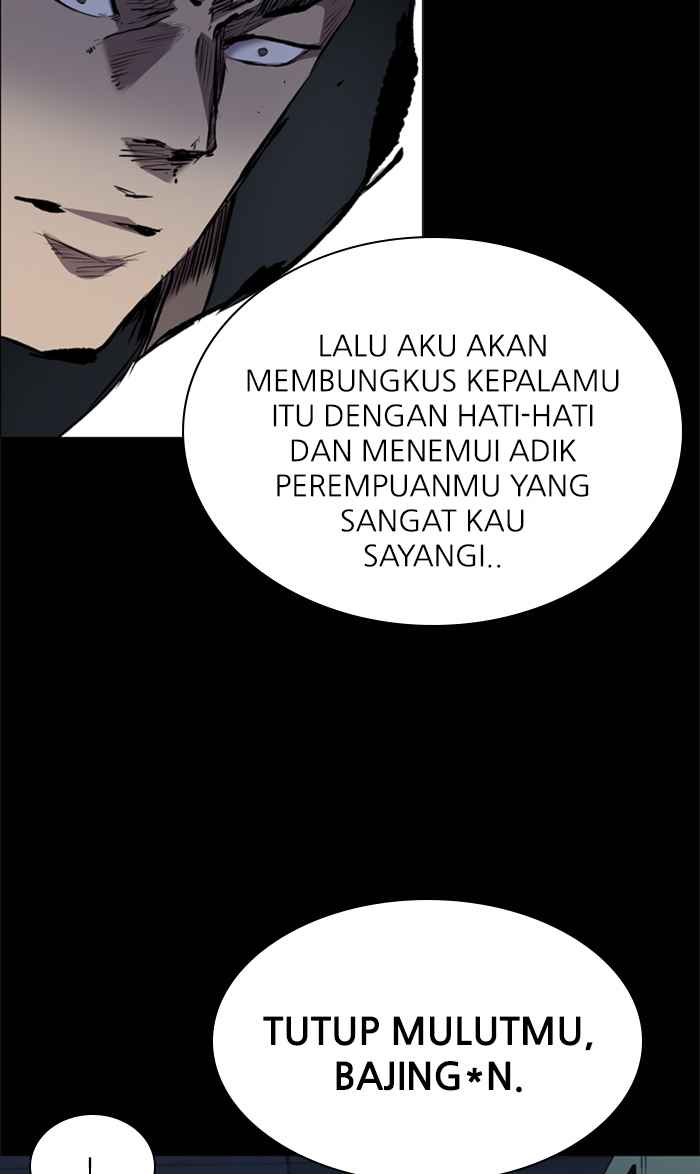 LALU AKU AKAN
MEMBUNGKUS KEPALAMU
ITU DENGAN HATI-HATI
DAN MENEMUI ADIK
PEREMPUANMU YANG
SANGAT KAU
SAYANGI..
TUTUP MULUTMU,
BAJING*N.